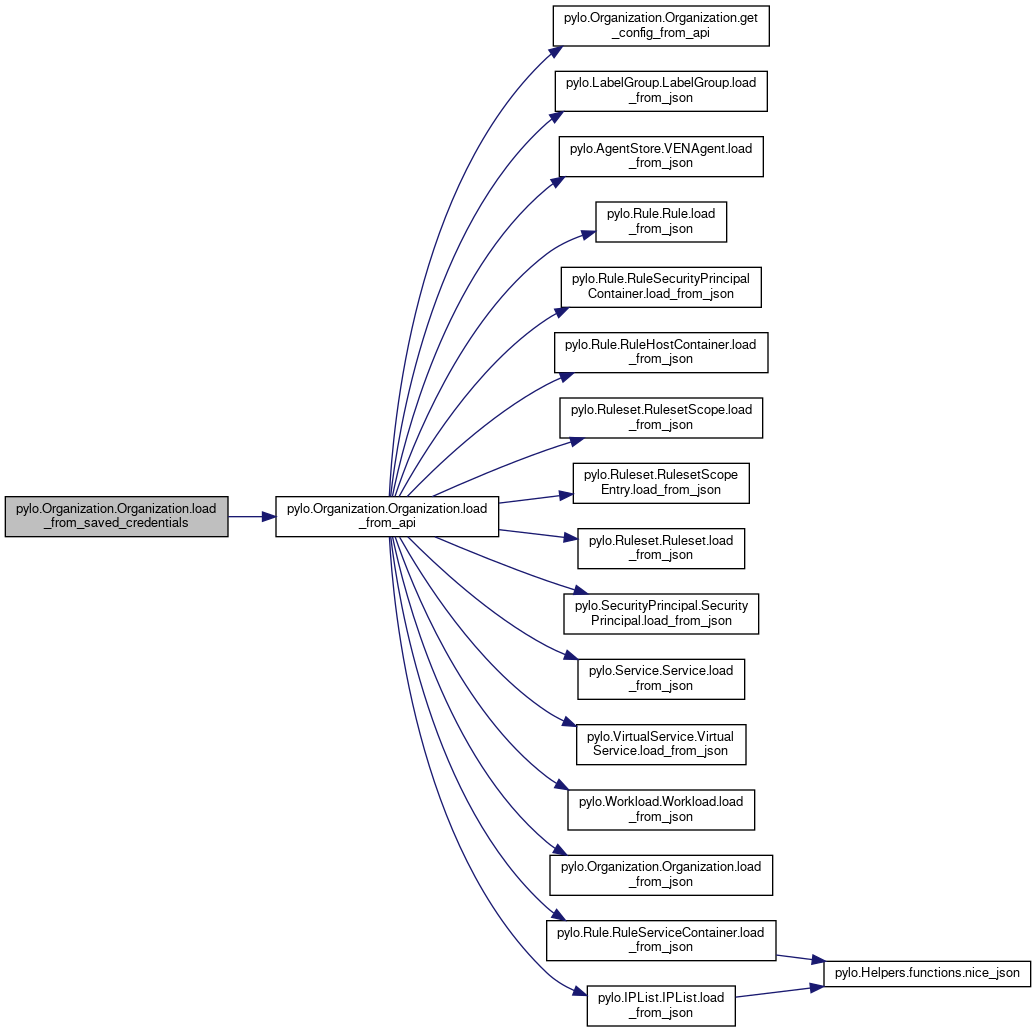 pylo.Organization.Organization.get
_config_from_api
pylo.LabelGroup.LabelGroup.load
_from_json
pylo.AgentStore.VENAgent.load
_from_json
pylo.Rule.Rule.load
_from_json
pylo.Rule.RuleSecurityPrincipal
Container.load_from_json
pylo.Rule.RuleHostContainer.load
_from_json
pylo.Ruleset.RulesetScope.load
_from_json
pylo.Ruleset.RulesetScope
Entry.load_from_json
pylo.Organization.Organization.load
_from_saved_credentials
pylo.Organization.Organization.load
_from_api
pylo.Ruleset.Ruleset.load
_from_json
pylo.SecurityPrincipal.Security
Principal.load_from_json
pylo.Service.Service.load
_from_json
pylo.VirtualService.Virtual
Service.load_from_json
pylo.Workload.Workload.load
_from_json
pylo.Organization.Organization.load
_from_json
pylo.Rule.RuleServiceContainer.load
_from_json
pylo.Helpers.functions.nice_json
pylo.IPList.IPList.load
_from_json